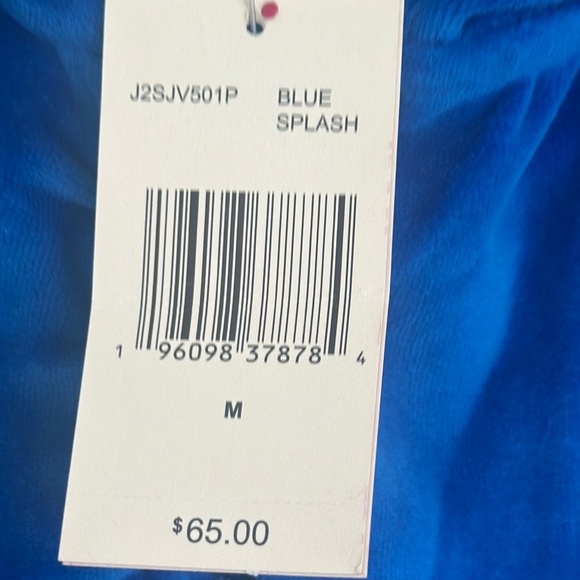 J2SJV501P BLUE
SPLASH
1 96098 37878 4
M
$65.00